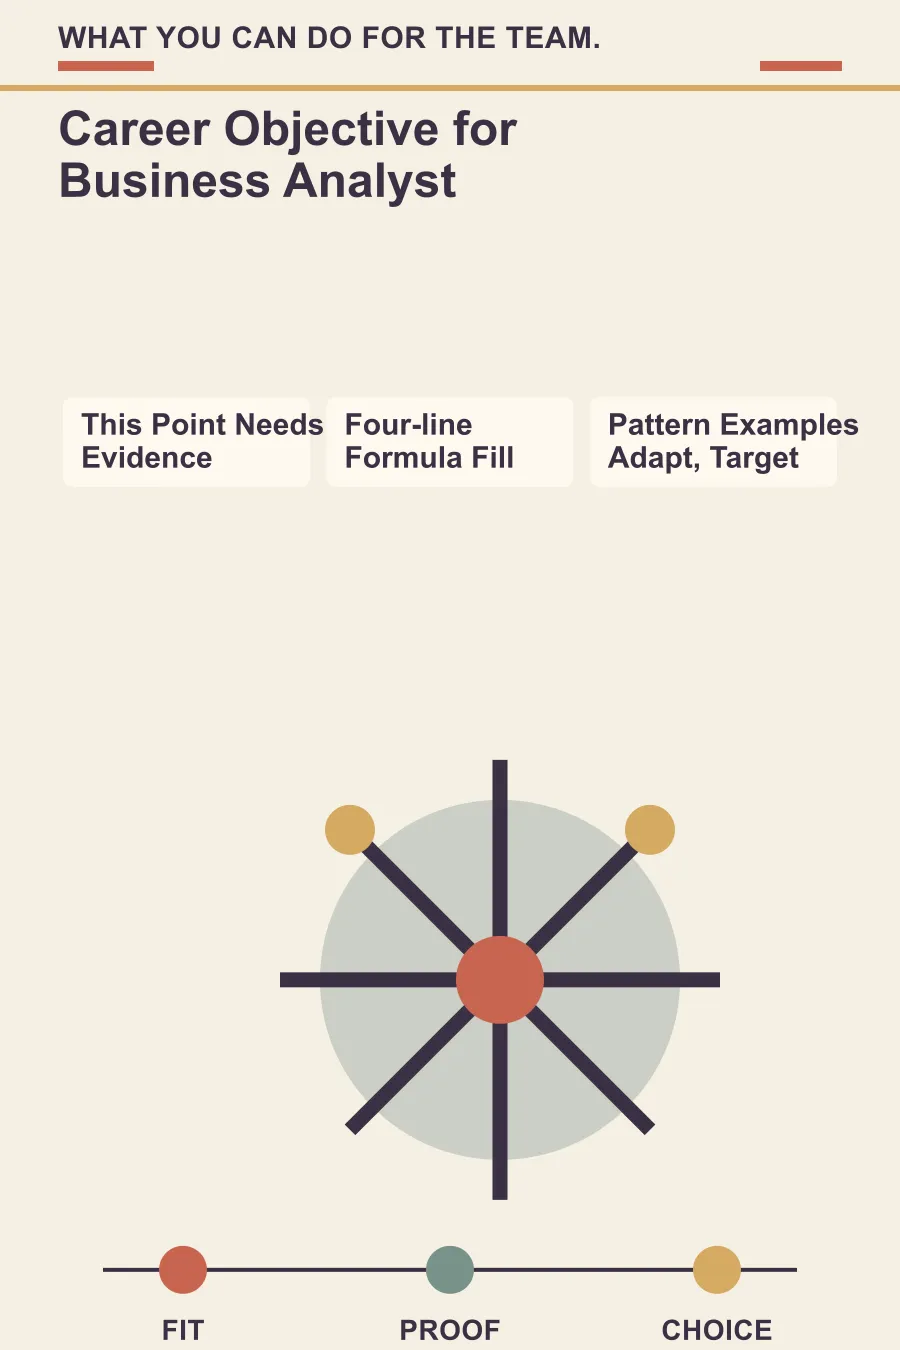 WHAT YOU CAN DO FOR THE TEAM.
Career Objective for
Business Analyst
This Point Needs
Evidence
Four-line
Formula Fill
Pattern Examples
Adapt, Target
FIT
PROOF
CHOICE